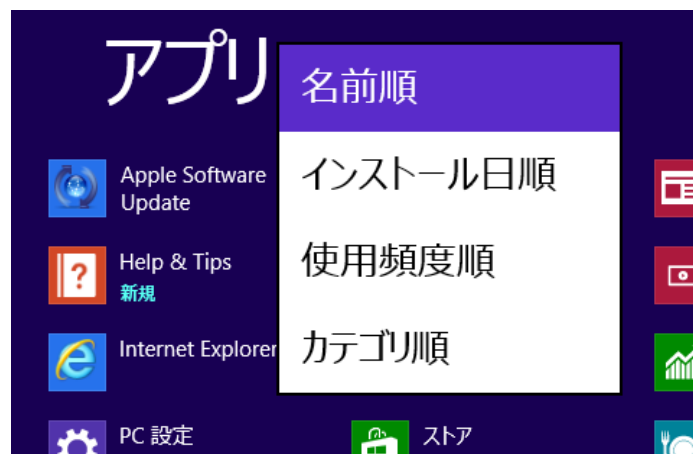 アプリ
名前順
インストール日順
使用頻度順
カテゴリ順
Apple Software
Update
Help & Tips
新規
Internet Explorer
PC 設定
ストア